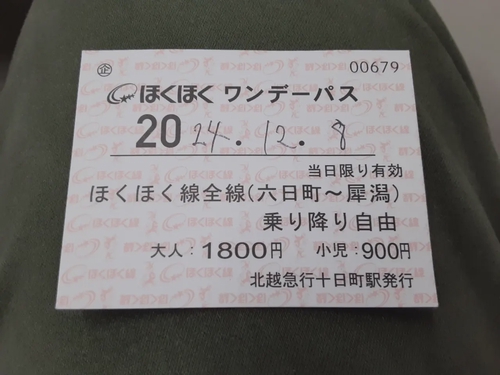 企 00679
ほくほく ワンデーパス
2024.12.8
当日限り有効
ほくほく線全線(六日町～犀潟)
乗り降り自由
大人:1800円 小児:900円
北越急行十日町駅発行